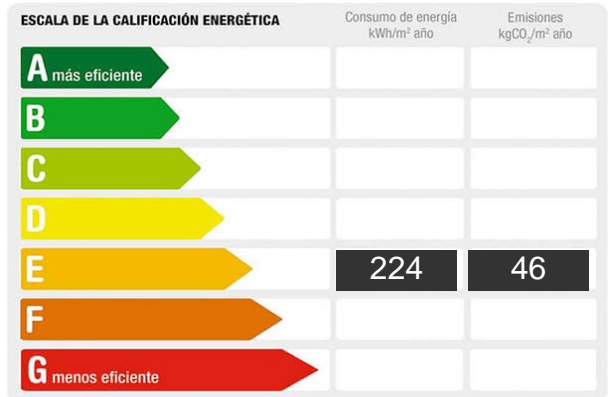 ESCALA DE LA CALIFICACIÓN ENERGÉTICA
Consumo de energía
kWh/m² año
Emisiones
kgCO₂/m² año
A más eficiente
B
C
D
E 224 46
F
G menos eficiente